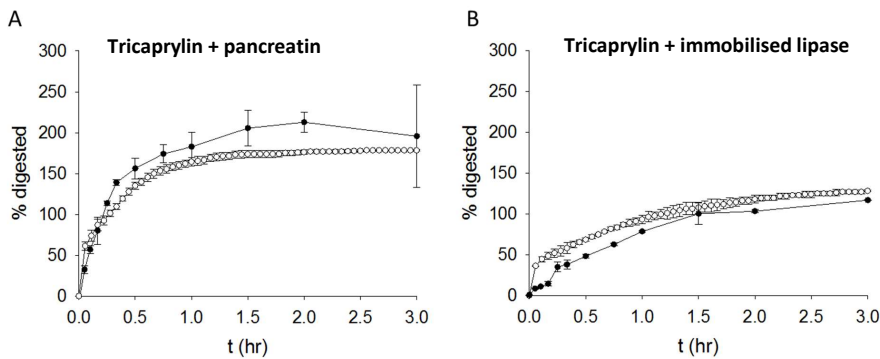 A
Tricaprylin + pancreatin
300
250
200
150
100
50
0
% digested
0.0 0.5 1.0 1.5 2.0 2.5 3.0
t (hr)
B
Tricaprylin + immobilised lipase
300
250
200
150
100
50
0
% digested
0.0 0.5 1.0 1.5 2.0 2.5 3.0
t (hr)